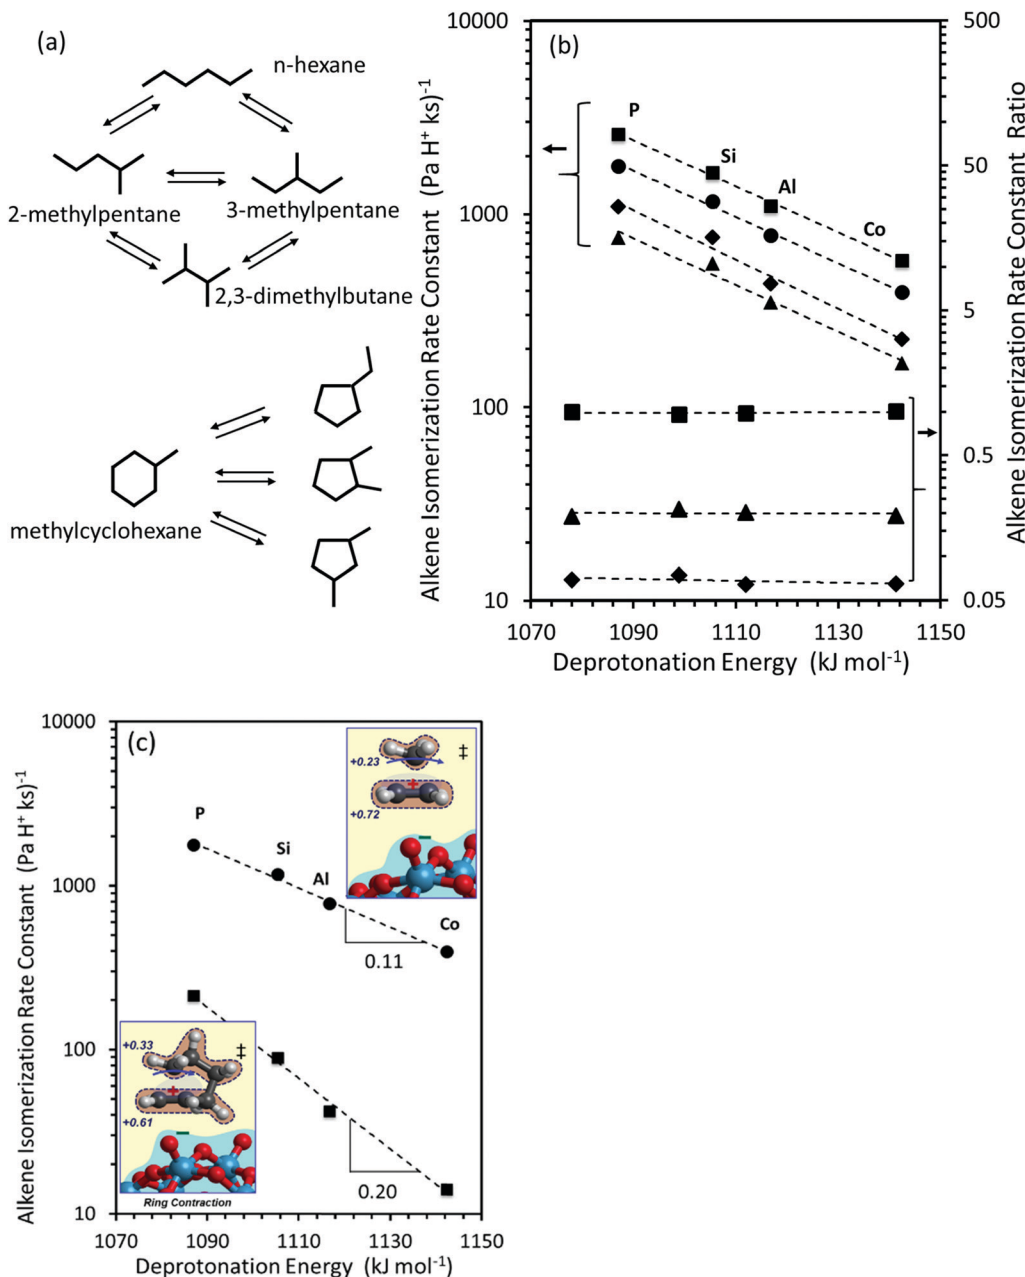 (a)
n-hexane
2-methylpentane
3-methylpentane
2,3-dimethylbutane
methylcyclohexane
(b)
Alkene Isomerization Rate Constant (Pa H⁺ ks)⁻¹
10000
1000
100
10
P
Si
Al
Co
500
50
5
0.5
0.05
Alkene Isomerization Rate Constant Ratio
1070 1090 1110 1130 1150
Deprotonation Energy (kJ mol⁻¹)
(c)
Alkene Isomerization Rate Constant (Pa H⁺ ks)⁻¹
10000
1000
100
10
P
Si
Al
Co
+0.23
‡
+
+0.72
−
0.11
+0.33
‡
+
+0.61
−
Ring Contraction
0.20
1070 1090 1110 1130 1150
Deprotonation Energy (kJ mol⁻¹)